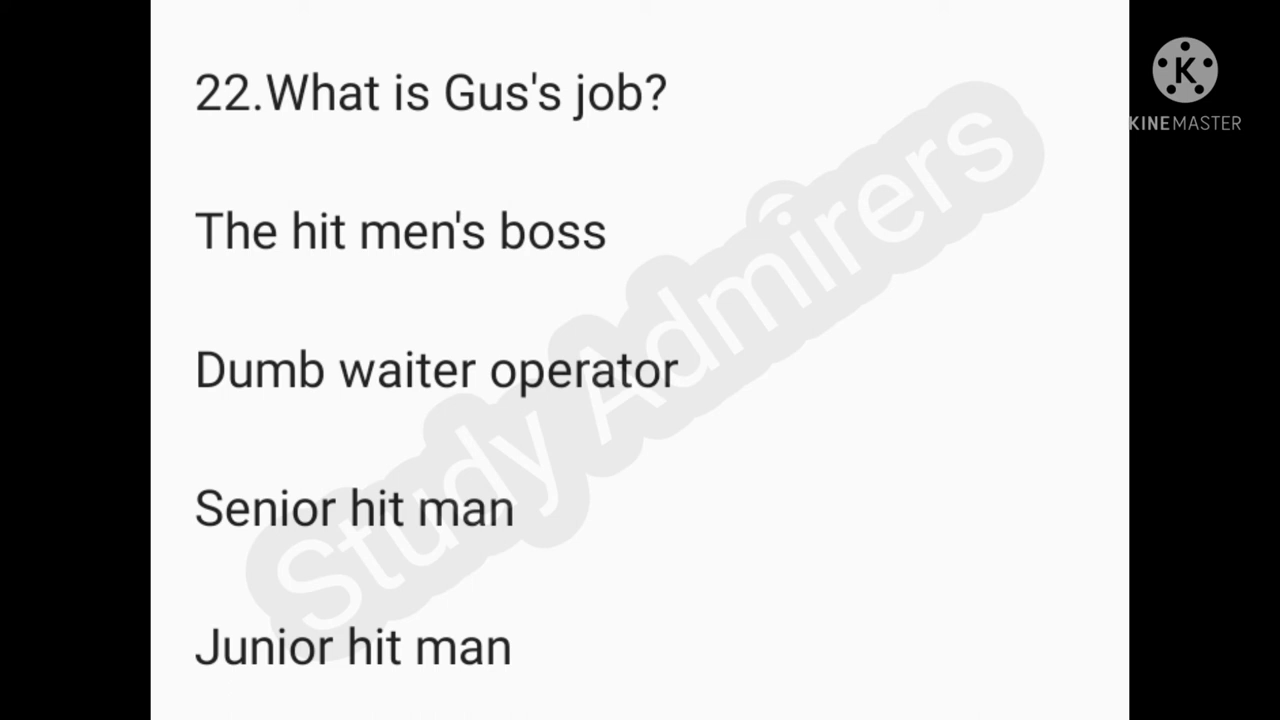 22.What is Gus's job?
KINEMASTER
The hit men's boss
Dumb waiter operator
Senior hit man
Junior hit man
Study Admirers